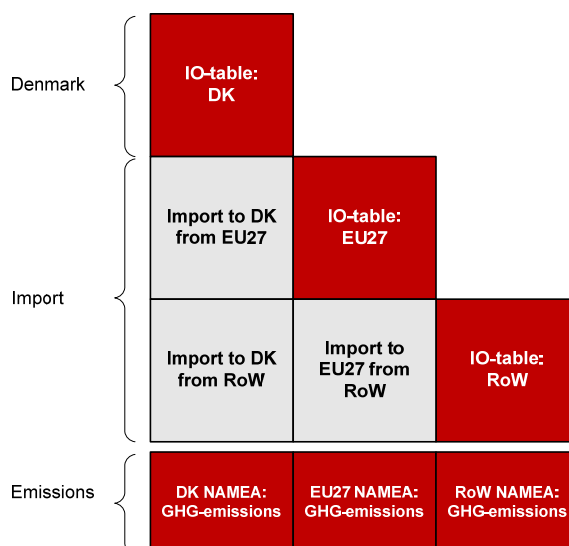 Denmark
IO-table:
DK
Import
Import to DK
from EU27
IO-table:
EU27
Import to DK
from RoW
Import to
EU27 from
RoW
IO-table:
RoW
Emissions
DK NAMEA:
GHG-emissions
EU27 NAMEA:
GHG-emissions
RoW NAMEA:
GHG-emissions